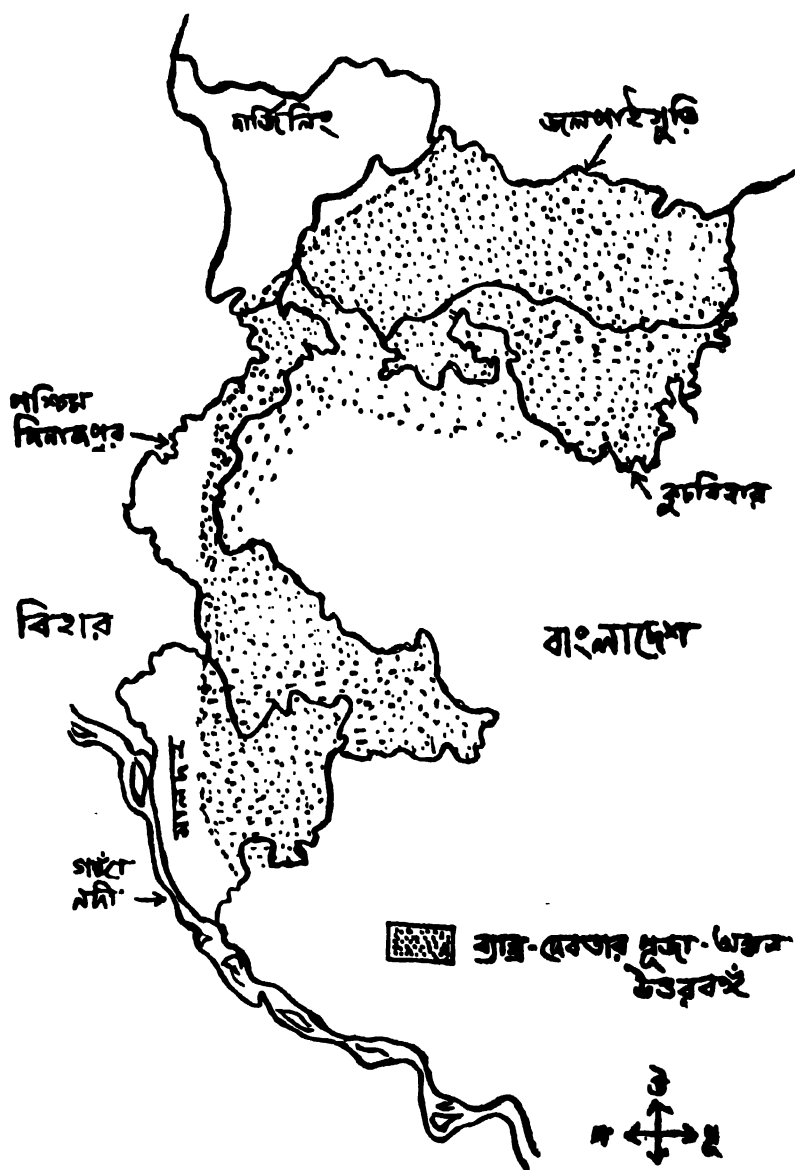 দার্জিলিং
জলপাইগুড়ি
পশ্চিম
দিনাজপুর
কুচবিহার
বিহার
বাংলাদেশ
মালদহ
গঙ্গা
নদী
ব্যাঘ্র-দেবতার পূজা-অঞ্চল
উত্তরবঙ্গ
উ
প পূ